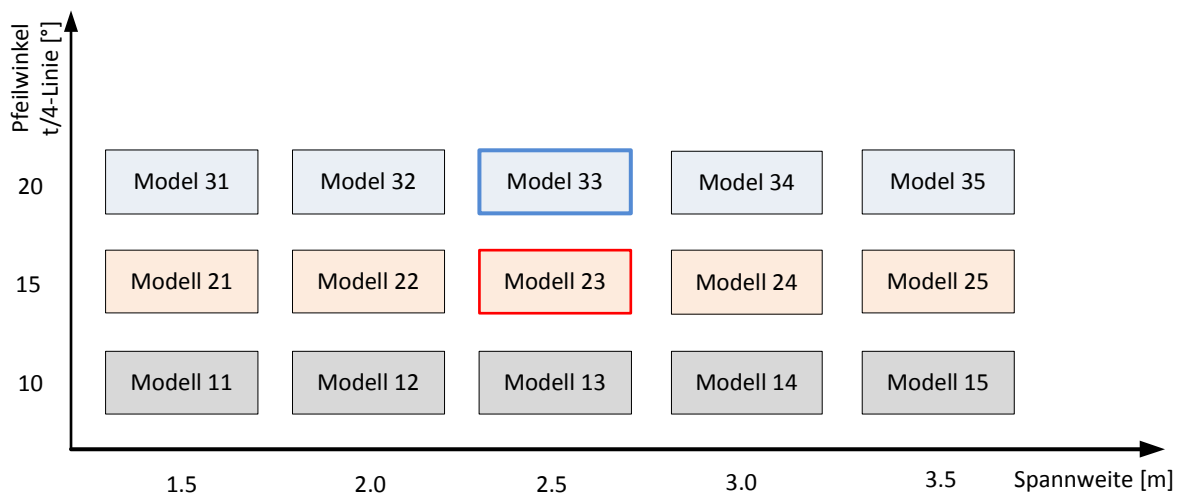 Pfeilwinkel
t/4-Linie [°]
20
Model 31
Model 32
Model 33
Model 34
Model 35
15
Modell 21
Modell 22
Modell 23
Modell 24
Modell 25
10
Modell 11
Modell 12
Modell 13
Modell 14
Modell 15
1.5
2.0
2.5
3.0
3.5
Spannweite [m]